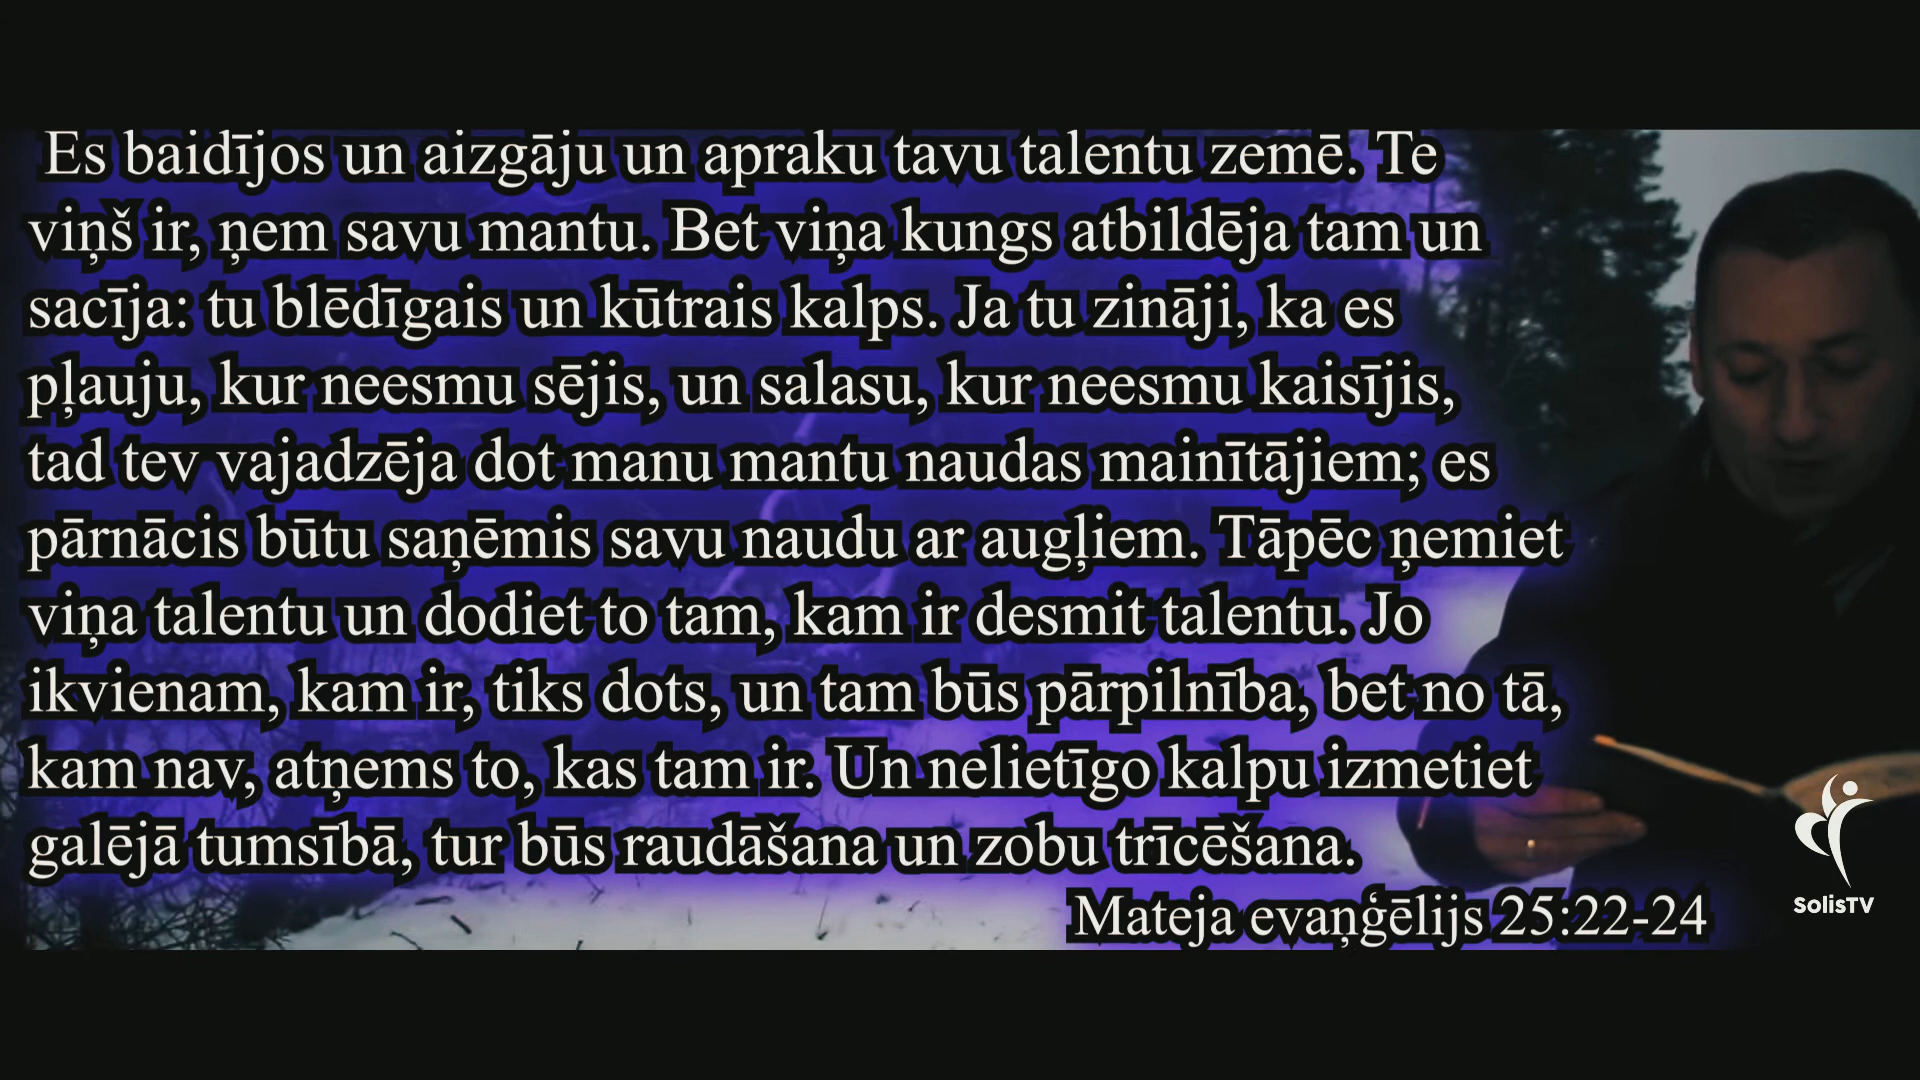 Es baidījos un aizgāju un apraku tavu talentu zemē. Te
viņš ir, ņem savu mantu. Bet viņa kungs atbildēja tam un
sacīja: tu blēdīgais un kūtrais kalps. Ja tu zināji, ka es
pļauju, kur neesmu sējis, un salasu, kur neesmu kaisījis,
tad tev vajadzēja dot manu mantu naudas mainītājiem; es
pārnācis būtu saņēmis savu naudu ar augļiem. Tāpēc ņemiet
viņa talentu un dodiet to tam, kam ir desmit talentu. Jo
ikvienam, kam ir, tiks dots, un tam būs pārpilnība, bet no tā,
kam nav, atņems to, kas tam ir. Un nelietīgo kalpu izmetiet
galējā tumsībā, tur būs raudāšana un zobu trīcēšana.
Mateja evaņģēlijs 25:22-24
SolisTV